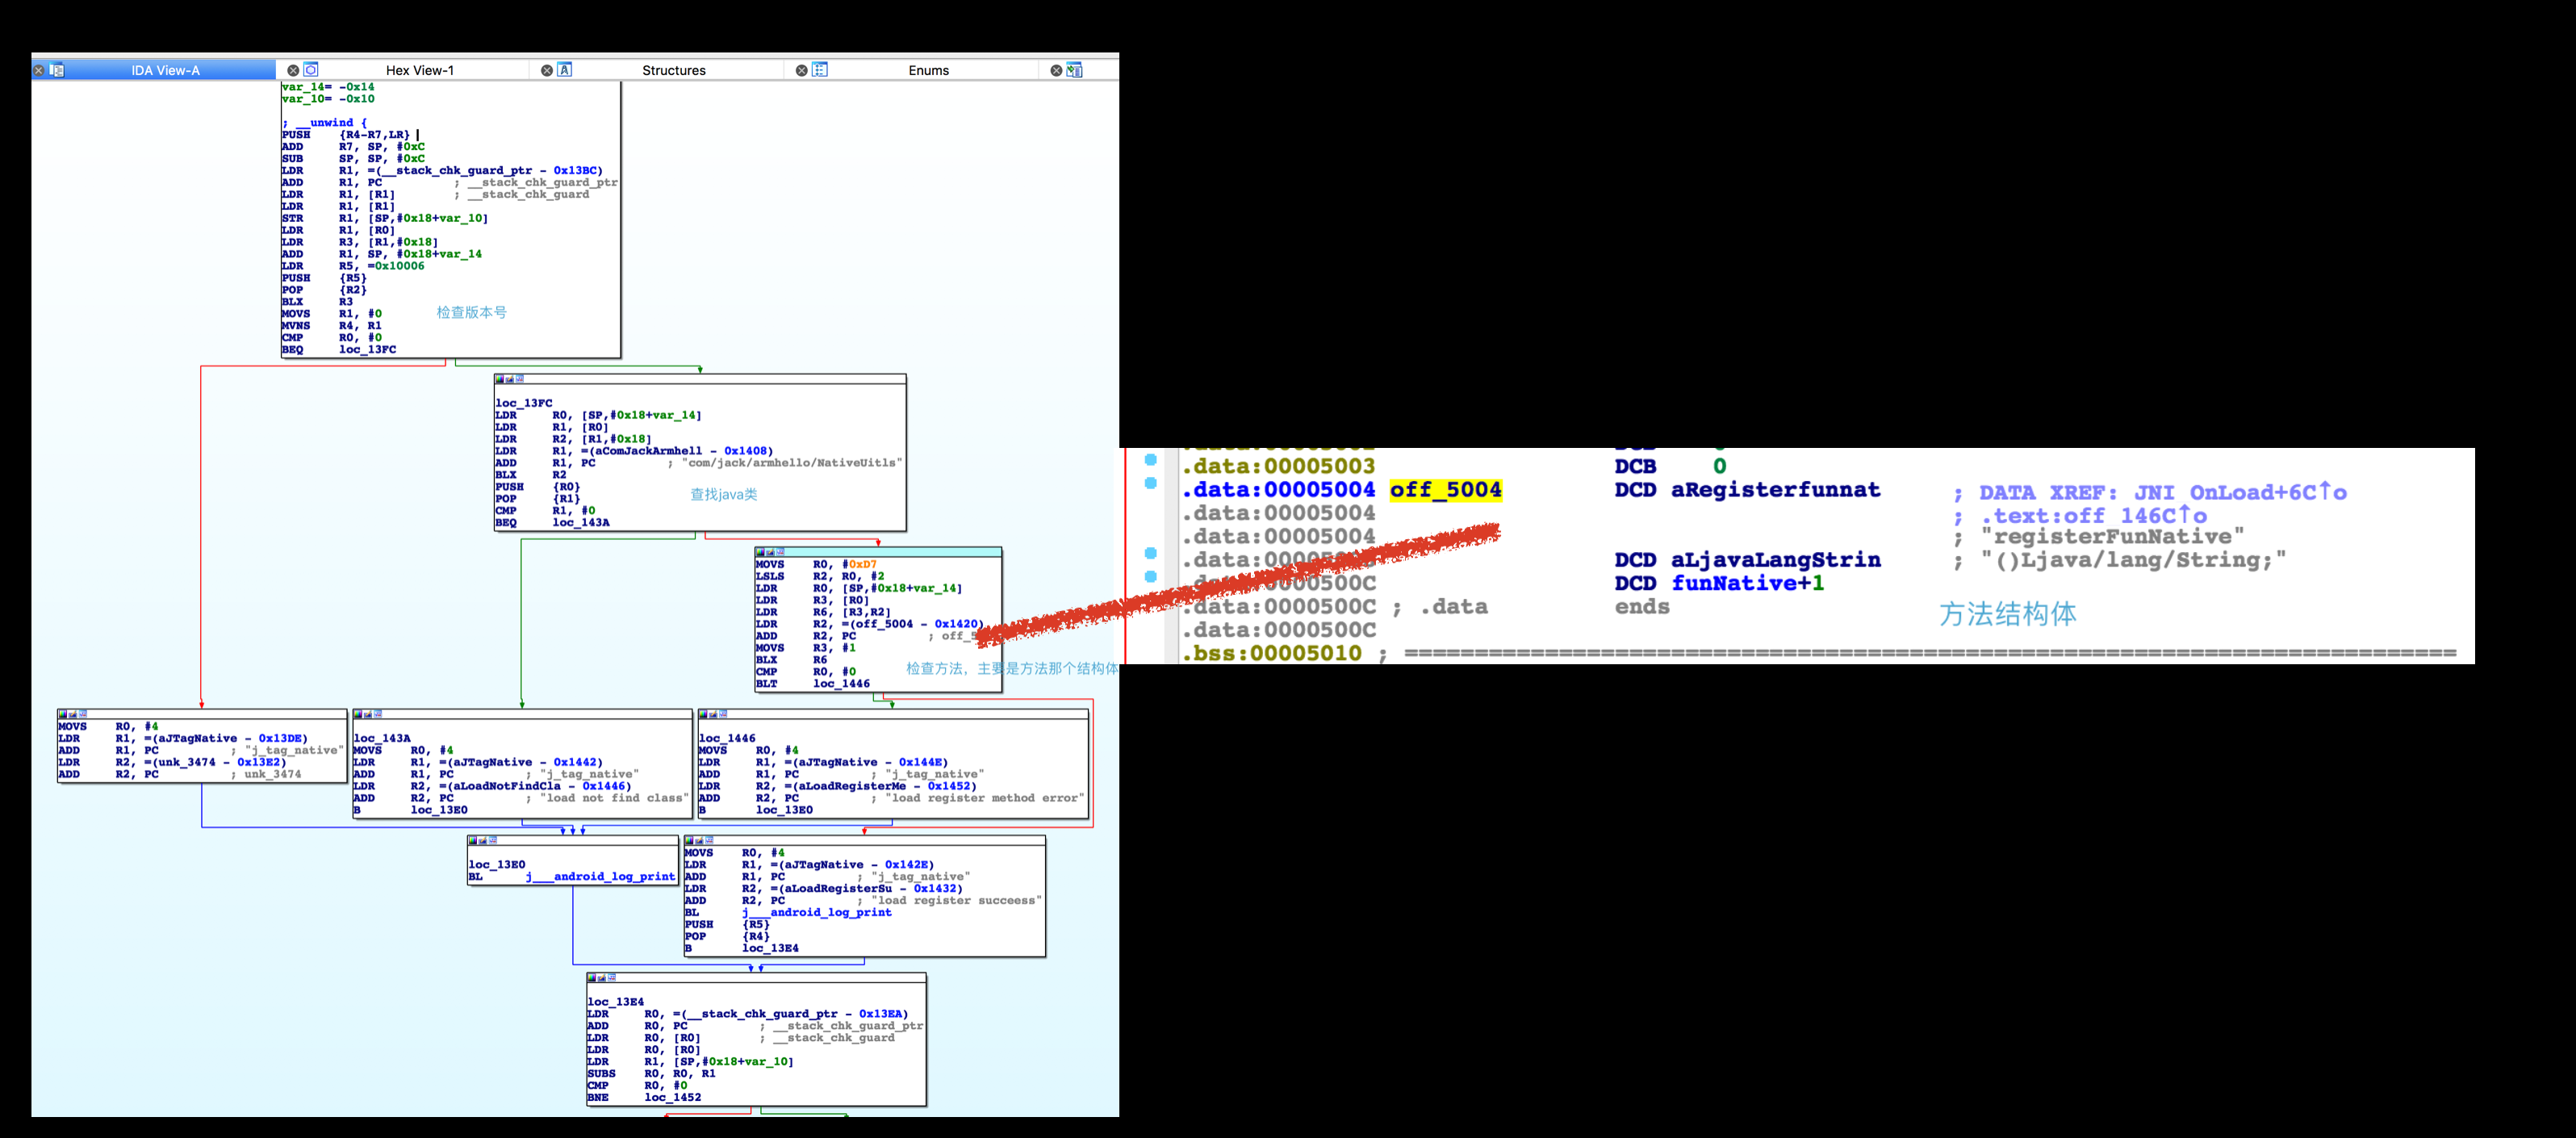 IDA View-A
Hex View-1
Structures
Enums
var_14= -0x14
var_10= -0x10
; __unwind {
PUSH {R4-R7,LR}
ADD R7, SP, #0xC
SUB SP, SP, #0xC
LDR R1, =(__stack_chk_guard_ptr - 0x13BC)
ADD R1, PC ; __stack_chk_guard_ptr
LDR R1, [R1] ; __stack_chk_guard
LDR R1, [R1]
STR R1, [SP,#0x18+var_10]
LDR R1, [R0]
LDR R3, [R1,#0x18]
ADD R1, SP, #0x18+var_14
LDR R5, =0x10006
PUSH {R5}
POP {R2}
BLX R3
MOVS R1, #0
MVNS R4, R1
CMP R0, #0
BEQ loc_13FC
检查版本号
loc_13FC
LDR R0, [SP,#0x18+var_14]
LDR R1, [R0]
LDR R2, [R1,#0x18]
LDR R1, =(aComJackArmhell - 0x1408)
ADD R1, PC ; "com/jack/armhello/NativeUitls"
BLX R2
PUSH {R0}
POP {R1}
CMP R1, #0
BEQ loc_143A
查找java类
MOVS R0, #0xD7
LSLS R2, R0, #2
LDR R0, [SP,#0x18+var_14]
LDR R3, [R0]
LDR R6, [R3,R2]
LDR R2, =(off_5004 - 0x1420)
ADD R2, PC ; off_5
MOVS R3, #1
BLX R6
CMP R0, #0
BLT loc_1446
检查方法，主要是方法那个结构体
MOVS R0, #4
LDR R1, =(aJTagNative - 0x13DE)
ADD R1, PC ; "j_tag_native"
LDR R2, =(unk_3474 - 0x13E2)
ADD R2, PC ; unk_3474
loc_143A
MOVS R0, #4
LDR R1, =(aJTagNative - 0x1442)
ADD R1, PC ; "j_tag_native"
LDR R2, =(aLoadNotFindCla - 0x1446)
ADD R2, PC ; "load not find class"
B loc_13E0
loc_1446
MOVS R0, #4
LDR R1, =(aJTagNative - 0x144E)
ADD R1, PC ; "j_tag_native"
LDR R2, =(aLoadRegisterMe - 0x1452)
ADD R2, PC ; "load register method error"
B loc_13E0
loc_13E0
BL j___android_log_print
MOVS R0, #4
LDR R1, =(aJTagNative - 0x142E)
ADD R1, PC ; "j_tag_native"
LDR R2, =(aLoadRegisterSu - 0x1432)
ADD R2, PC ; "load register succeess"
BL j___android_log_print
PUSH {R5}
POP {R4}
B loc_13E4
loc_13E4
LDR R0, =(__stack_chk_guard_ptr - 0x13EA)
ADD R0, PC ; __stack_chk_guard_ptr
LDR R0, [R0] ; __stack_chk_guard
LDR R0, [R0]
LDR R1, [SP,#0x18+var_10]
SUBS R0, R0, R1
CMP R0, #0
BNE loc_1452
.data:00005003 DCB 0
.data:00005004 off_5004 DCD aRegisterfunnat ; DATA XREF: JNI_OnLoad+6C↑o
.data:00005004 ; .text:off_146C↑o
.data:00005004 ; "registerFunNative"
DCD aLjavaLangStrin ; "()Ljava/lang/String;"
500C DCD funNative+1
.data:0000500C ; .data ends
.data:0000500C
方法结构体
.bss:00005010 ; ===========================================================================